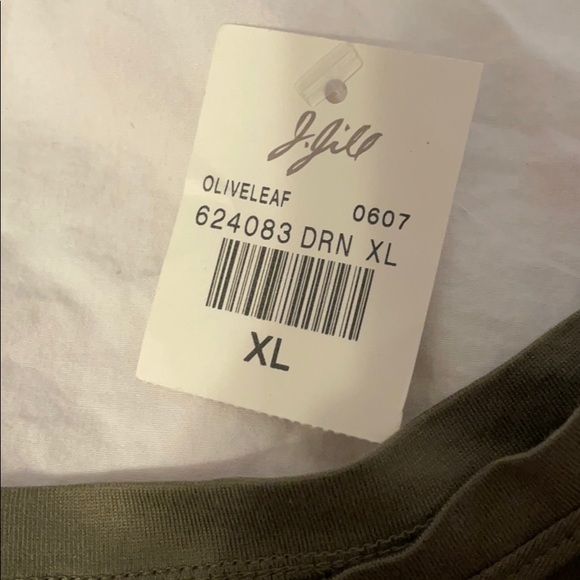 J.Jill
OLIVELEAF 0607
624083 DRN XL
XL